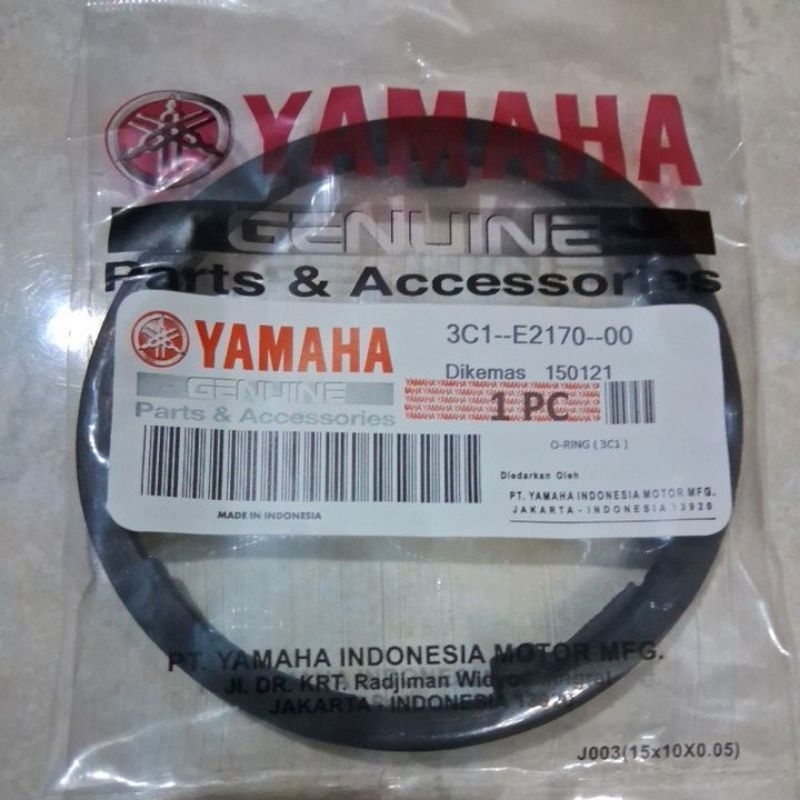 YAMAHA
GENUINE
Parts & Accessories
YAMAHA
GENUINE
Parts & Accessories
3C1--E2170--00
Dikemas 150121
1 PC
O-RING ( 3C1 )
Diedarkan Oleh
PT. YAMAHA INDONESIA MOTOR MFG.
JAKARTA - INDONESIA 13920
MADE IN INDONESIA
PT. YAMAHA INDONESIA MOTOR MFG.
Jl. DR. KRT. Radjiman
JAKARTA - INDONESIA 13920
J003(15x10X0.05)